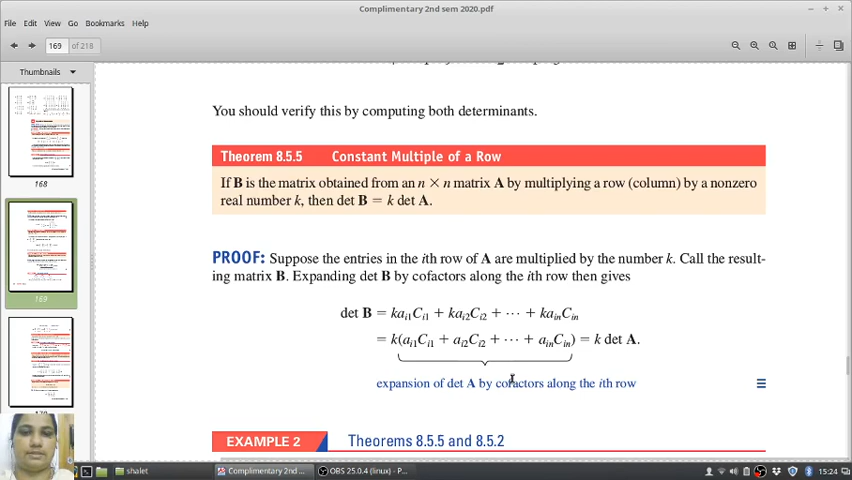 Complimentary 2nd sem 2020.pdf
File Edit View Go Bookmarks Help
169 of 218
Thumbnails
168
169
You should verify this by computing both determinants.
Theorem 8.5.5 Constant Multiple of a Row
If B is the matrix obtained from an n × n matrix A by multiplying a row (column) by a nonzero
real number k, then det B = k det A.
PROOF: Suppose the entries in the ith row of A are multiplied by the number k. Call the result-
ing matrix B. Expanding det B by cofactors along the ith row then gives
det B = ka_{i1}C_{i1} + ka_{i2}C_{i2} + ··· + ka_{in}C_{in}
= k(a_{i1}C_{i1} + a_{i2}C_{i2} + ··· + a_{in}C_{in}) = k det A.
expansion of det A by cofactors along the ith row
EXAMPLE 2 Theorems 8.5.5 and 8.5.2
shalet Complimentary 2nd ... OBS 25.0.4 (linux) - P... 15:24